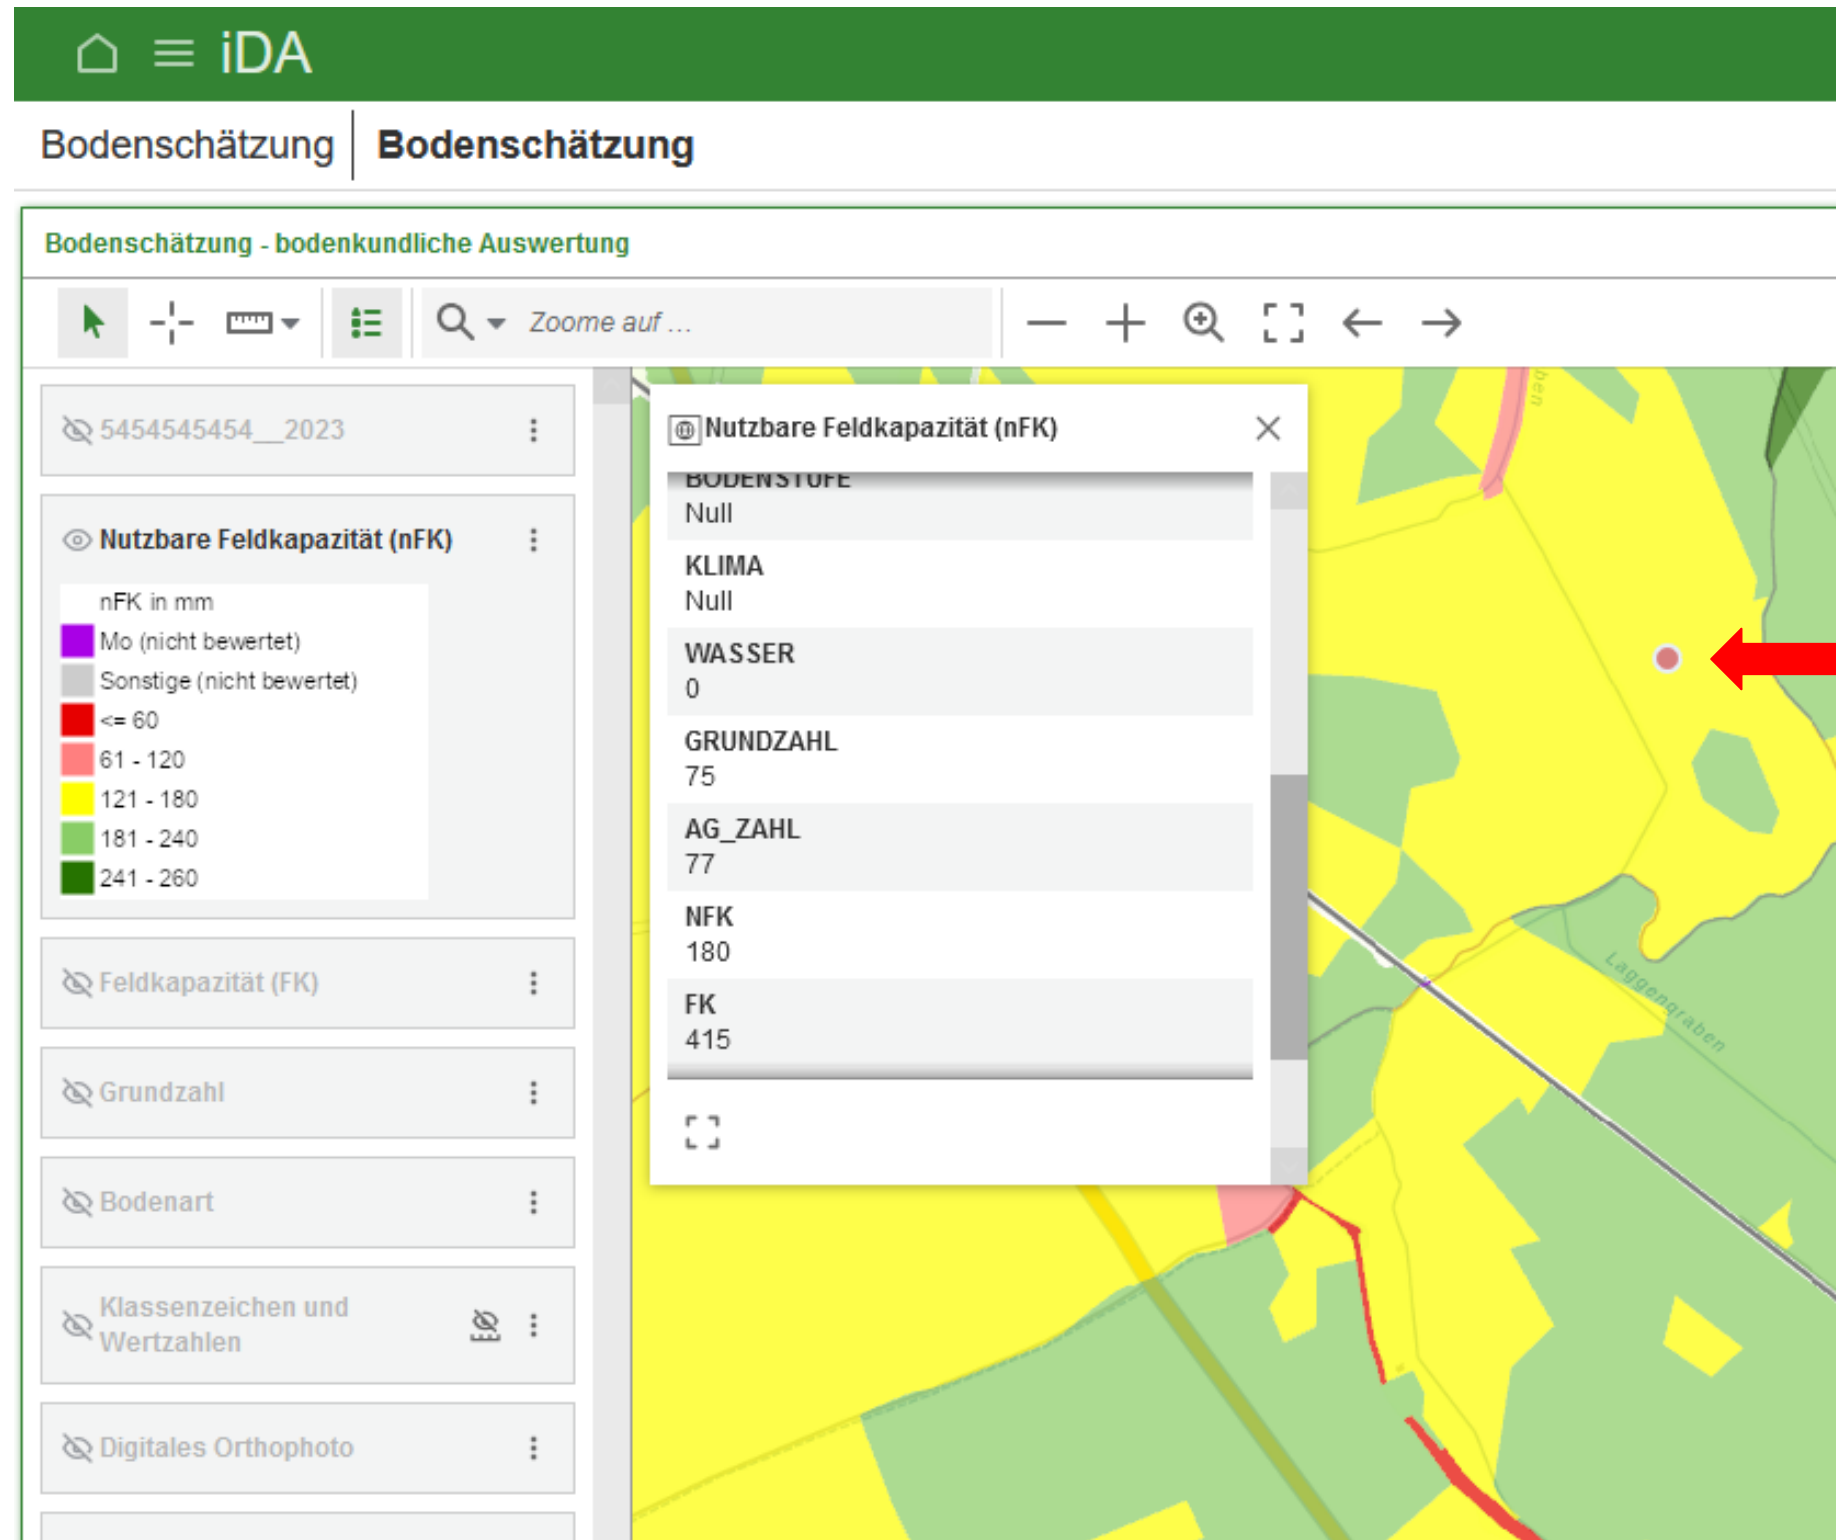 iDA
Bodenschätzung Bodenschätzung
Bodenschätzung - bodenkundliche Auswertung
Zoome auf ...
5454545454__2023
Nutzbare Feldkapazität (nFK)
nFK in mm
Mo (nicht bewertet)
Sonstige (nicht bewertet)
<= 60
61 - 120
121 - 180
181 - 240
241 - 260
Feldkapazität (FK)
Grundzahl
Bodenart
Klassenzeichen und
Wertzahlen
Digitales Orthophoto
Nutzbare Feldkapazität (nFK)
BODENSTUFE
Null
KLIMA
Null
WASSER
0
GRUNDZAHL
75
AG_ZAHL
77
NFK
180
FK
415
ben
Laggengraben